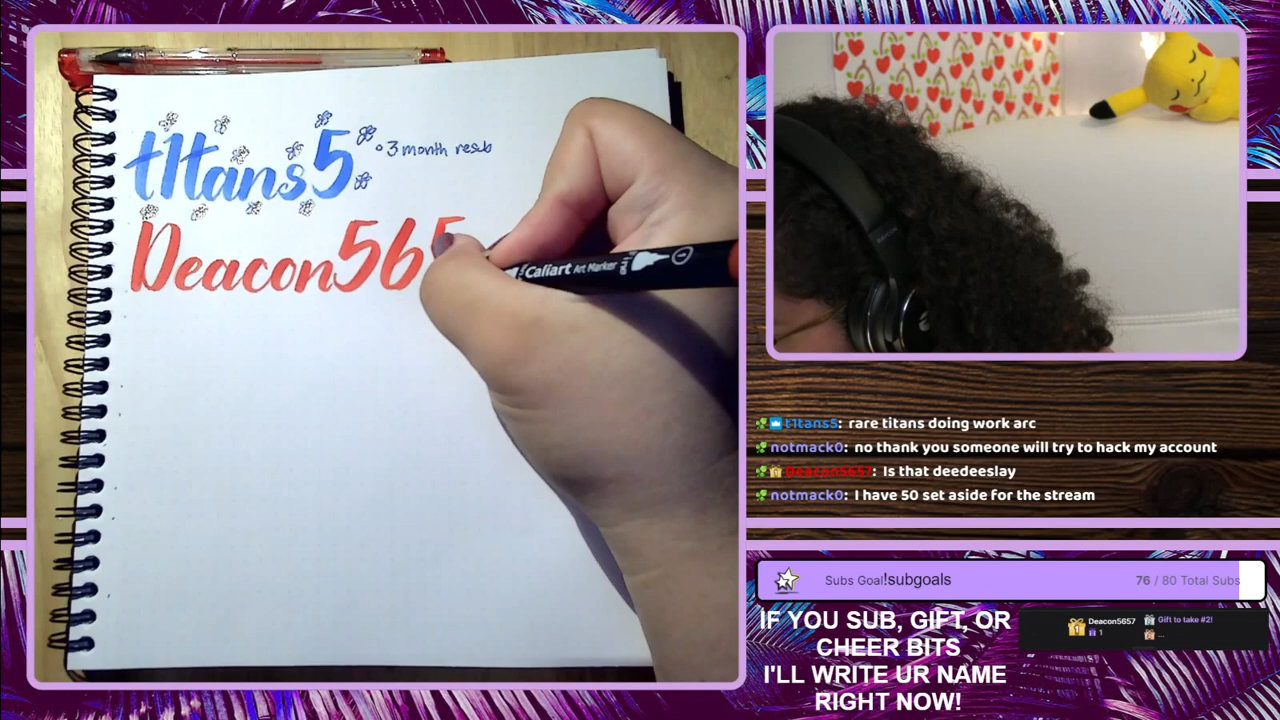 t1tans5
3 month resub
Deacon565
Caliart Art Marker
t1tans5: rare titans doing work arc
notmack0: no thank you someone will try to hack my account
Deacon5657: Is that deedeeslay
notmack0: I have 50 set aside for the stream
Subs Goal !subgoals 76 / 80 Total Subs
IF YOU SUB, GIFT, OR
CHEER BITS
I'LL WRITE UR NAME
RIGHT NOW!
1 Deacon5657
1
Gift to take #2!
...